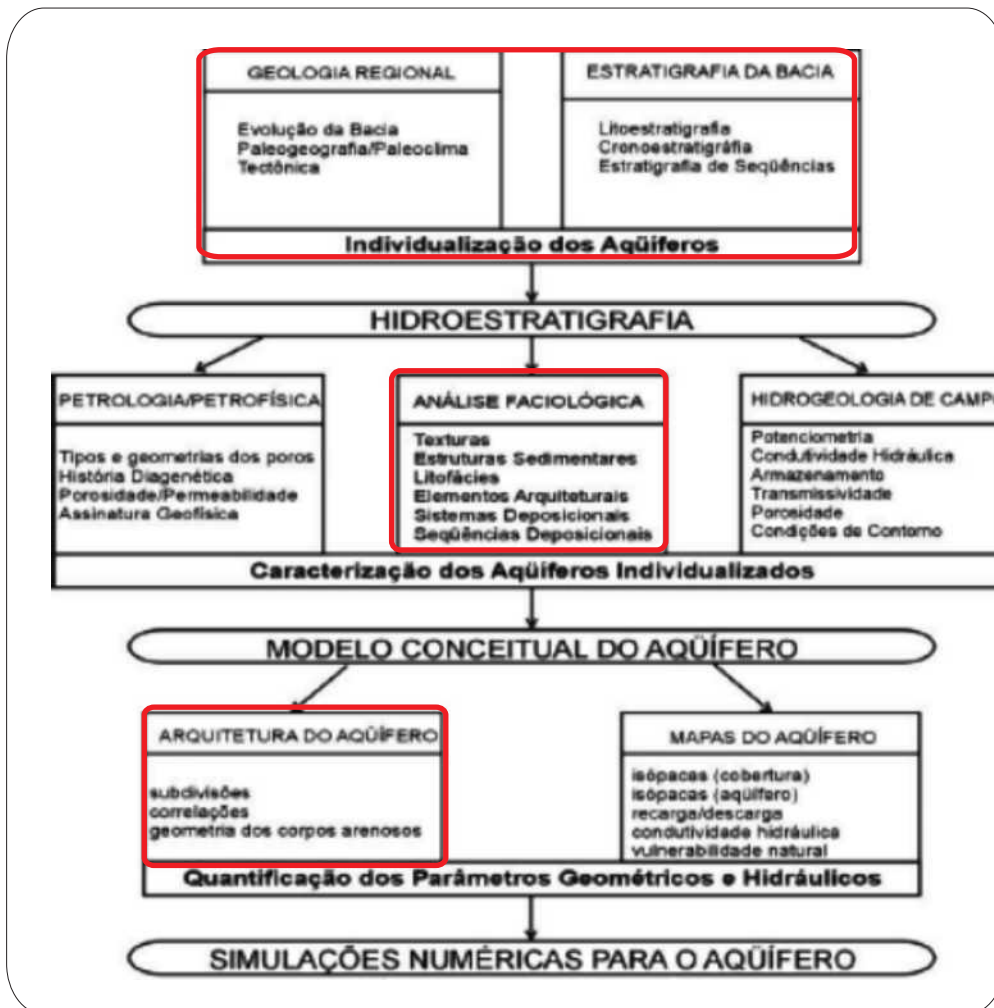 GEOLOGIA REGIONAL
Evolução da Bacia
Paleogeografia/Paleoclima
Tectônica
ESTRATIGRAFIA DA BACIA
Litoestratigrafia
Cronoestratigráfia
Estratigrafia de Seqüências
Individualização dos Aqüíferos
HIDROESTRATIGRAFIA
PETROLOGIA/PETROFÍSICA
Tipos e geometrias dos poros
História Diagenética
Porosidade/Permeabilidade
Assinatura Geofísica
ANÁLISE FACIOLÓGICA
Texturas
Estruturas Sedimentares
Litofácies
Elementos Arquiteturais
Sistemas Deposicionais
Seqüências Deposicionais
HIDROGEOLOGIA DE CAMPO
Potenciometria
Condutividade Hidráulica
Armazenamento
Transmissividade
Porosidade
Condições de Contorno
Caracterização dos Aqüíferos Individualizados
MODELO CONCEITUAL DO AQÜÍFERO
ARQUITETURA DO AQÜÍFERO
subdivisões
correlações
geometria dos corpos arenosos
MAPAS DO AQÜÍFERO
isópacas (cobertura)
isópacas (aqüífero)
recarga/descarga
condutividade hidráulica
vulnerabilidade natural
Quantificação dos Parâmetros Geométricos e Hidráulicos
SIMULAÇÕES NUMÉRICAS PARA O AQÜÍFERO